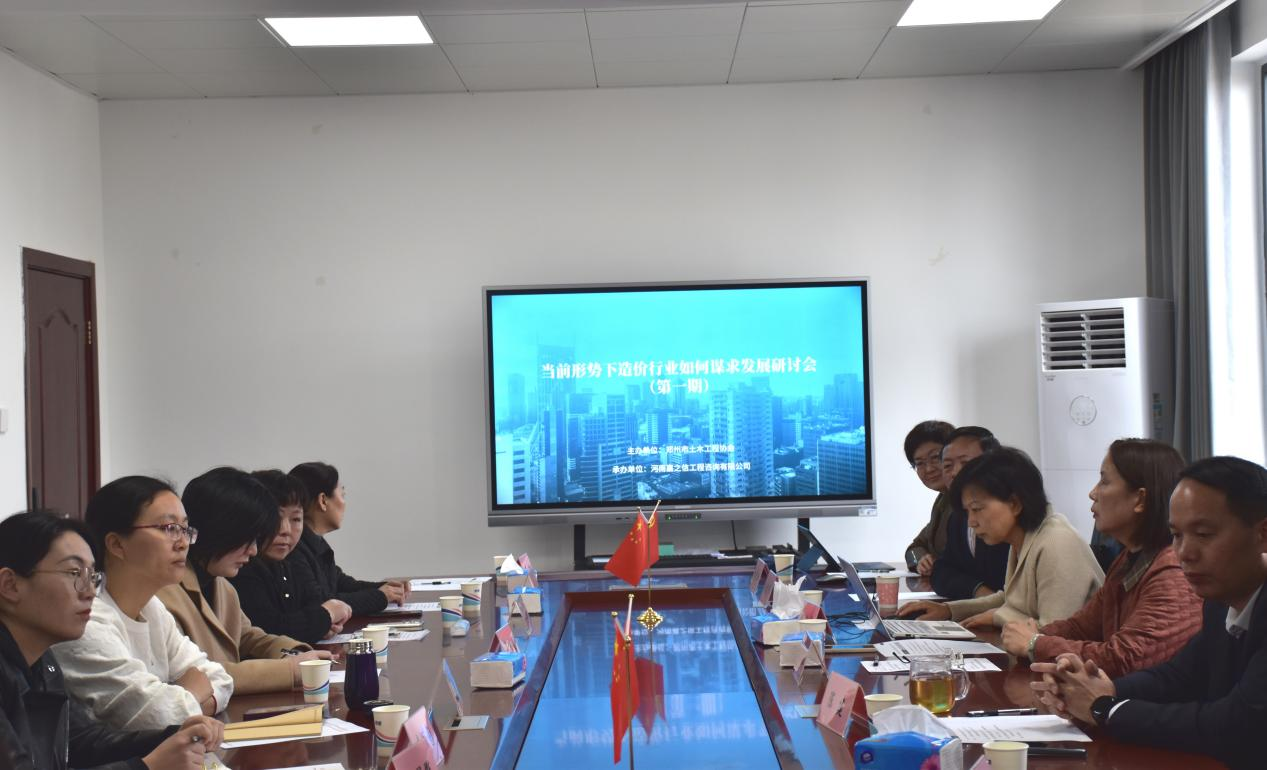 当前形势下造价行业如何谋求发展研讨会
（第一期）
主办单位：郑州市土木工程协会
承办单位：河南嘉之信工程咨询有限公司